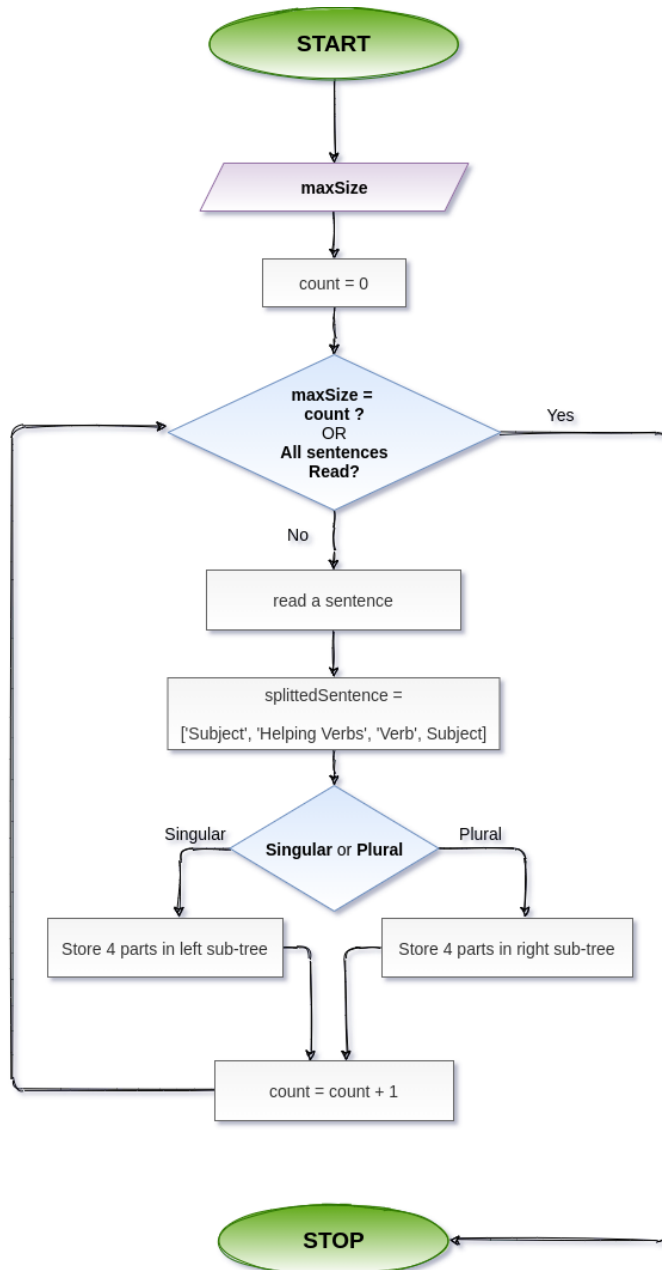 START
maxSize
count = 0
maxSize =
count ?
OR
All sentences
Read?
Yes
No
read a sentence
splittedSentence =
['Subject', 'Helping Verbs', 'Verb', Subject]
Singular
Singular or Plural
Plural
Store 4 parts in left sub-tree
Store 4 parts in right sub-tree
count = count + 1
STOP